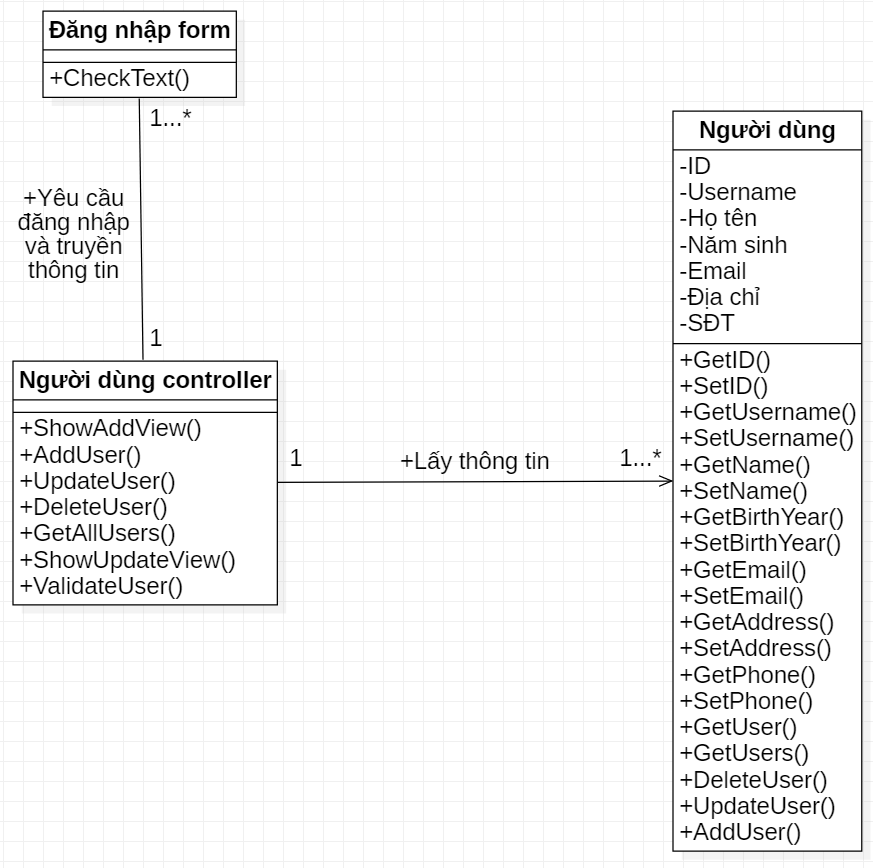 Đăng nhập form
+CheckText()
1...*
+Yêu cầu
đăng nhập
và truyền
thông tin
1
Người dùng controller
+ShowAddView()
+AddUser()
+UpdateUser()
+DeleteUser()
+GetAllUsers()
+ShowUpdateView()
+ValidateUser()
1
+Lấy thông tin
1...*
Người dùng
-ID
-Username
-Họ tên
-Năm sinh
-Email
-Địa chỉ
-SĐT
+GetID()
+SetID()
+GetUsername()
+SetUsername()
+GetName()
+SetName()
+GetBirthYear()
+SetBirthYear()
+GetEmail()
+SetEmail()
+GetAddress()
+SetAddress()
+GetPhone()
+SetPhone()
+GetUser()
+GetUsers()
+DeleteUser()
+UpdateUser()
+AddUser()